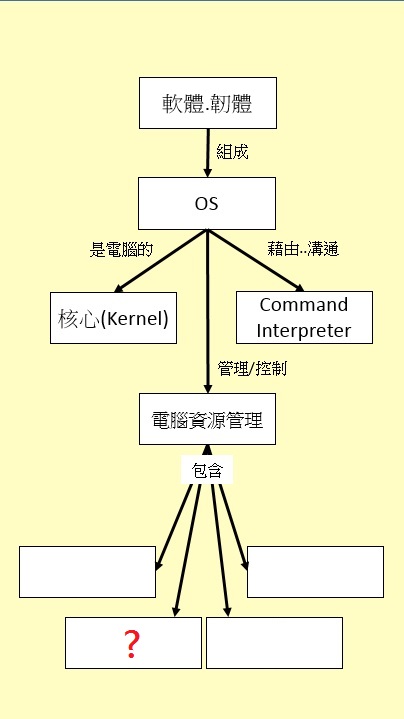 軟體.韌體
組成
OS
是電腦的
藉由..溝通
核心(Kernel)
Command
Interpreter
管理/控制
電腦資源管理
包含
?